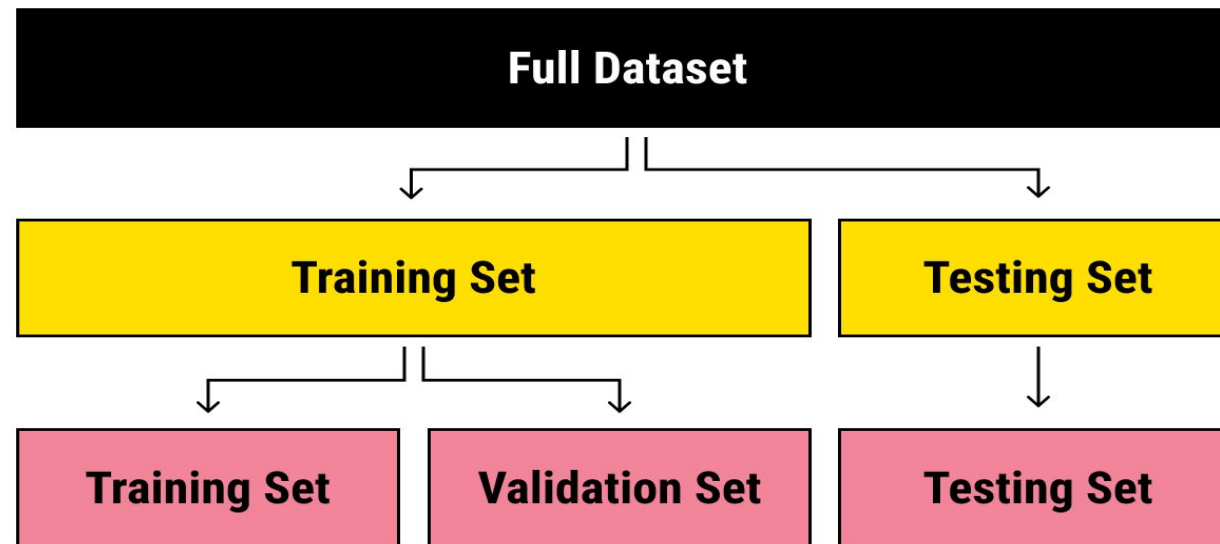 Full Dataset
Training Set
Testing Set
Training Set
Validation Set
Testing Set